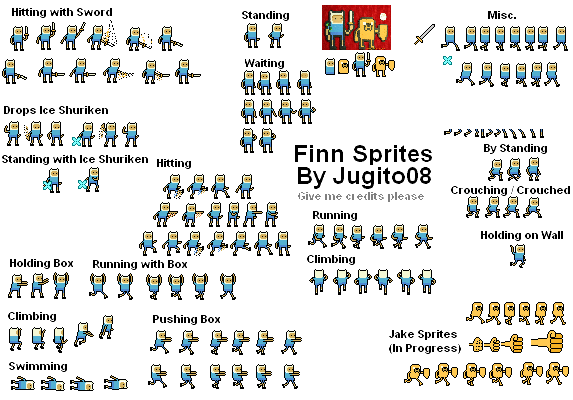 Hitting with Sword
Standing
Misc.
Waiting
Drops Ice Shuriken
Standing with Ice Shuriken
Hitting
Finn Sprites
By Jugito08
Give me credits please
By Standing
Crouching / Crouched
Running
Holding on Wall
Climbing
Holding Box
Running with Box
Climbing
Pushing Box
Jake Sprites
(In Progress)
Swimming